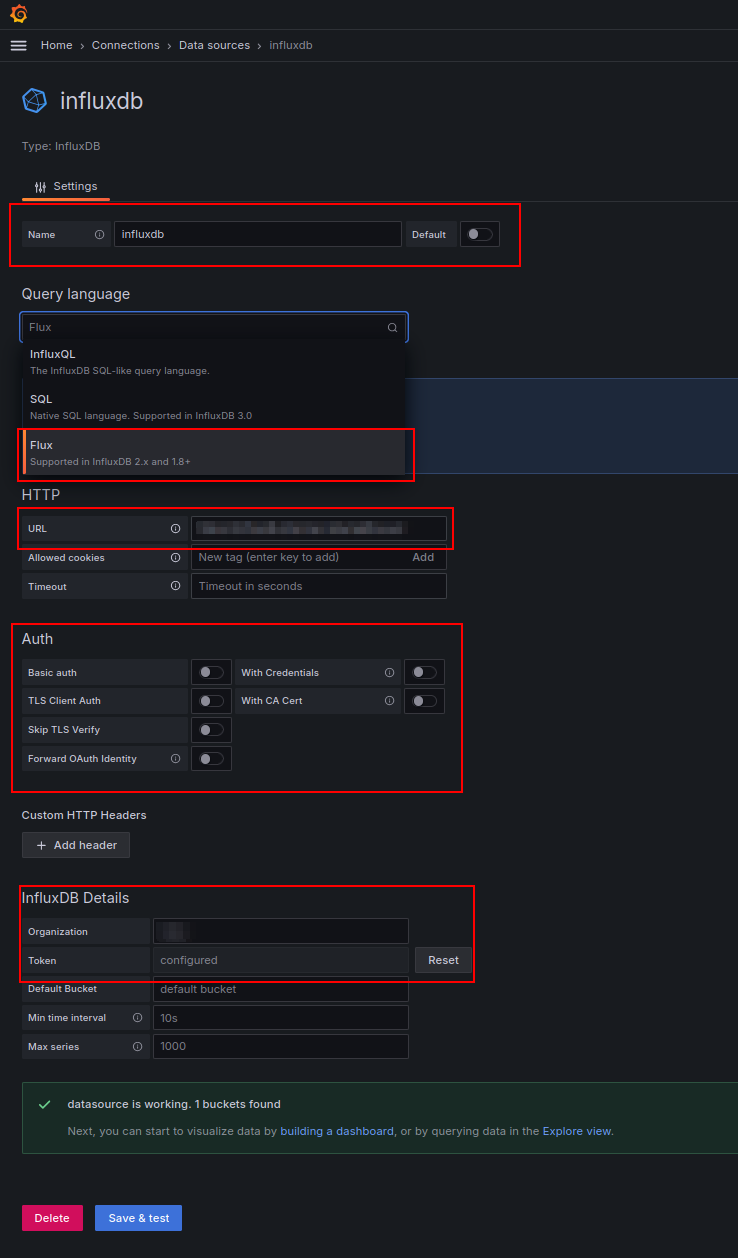 Home › Connections › Data sources › influxdb
influxdb
Type: InfluxDB
Settings
Name influxdb Default
Query language
Flux
InfluxQL
The InfluxDB SQL-like query language.
SQL
Native SQL language. Supported in InfluxDB 3.0
Flux
Supported in InfluxDB 2.x and 1.8+
HTTP
URL
Allowed cookies New tag (enter key to add) Add
Timeout Timeout in seconds
Auth
Basic auth With Credentials
TLS Client Auth With CA Cert
Skip TLS Verify
Forward OAuth Identity
Custom HTTP Headers
+ Add header
InfluxDB Details
Organization
Token configured Reset
Default Bucket default bucket
Min time interval 10s
Max series 1000
datasource is working. 1 buckets found
Next, you can start to visualize data by building a dashboard, or by querying data in the Explore view.
Delete Save & test